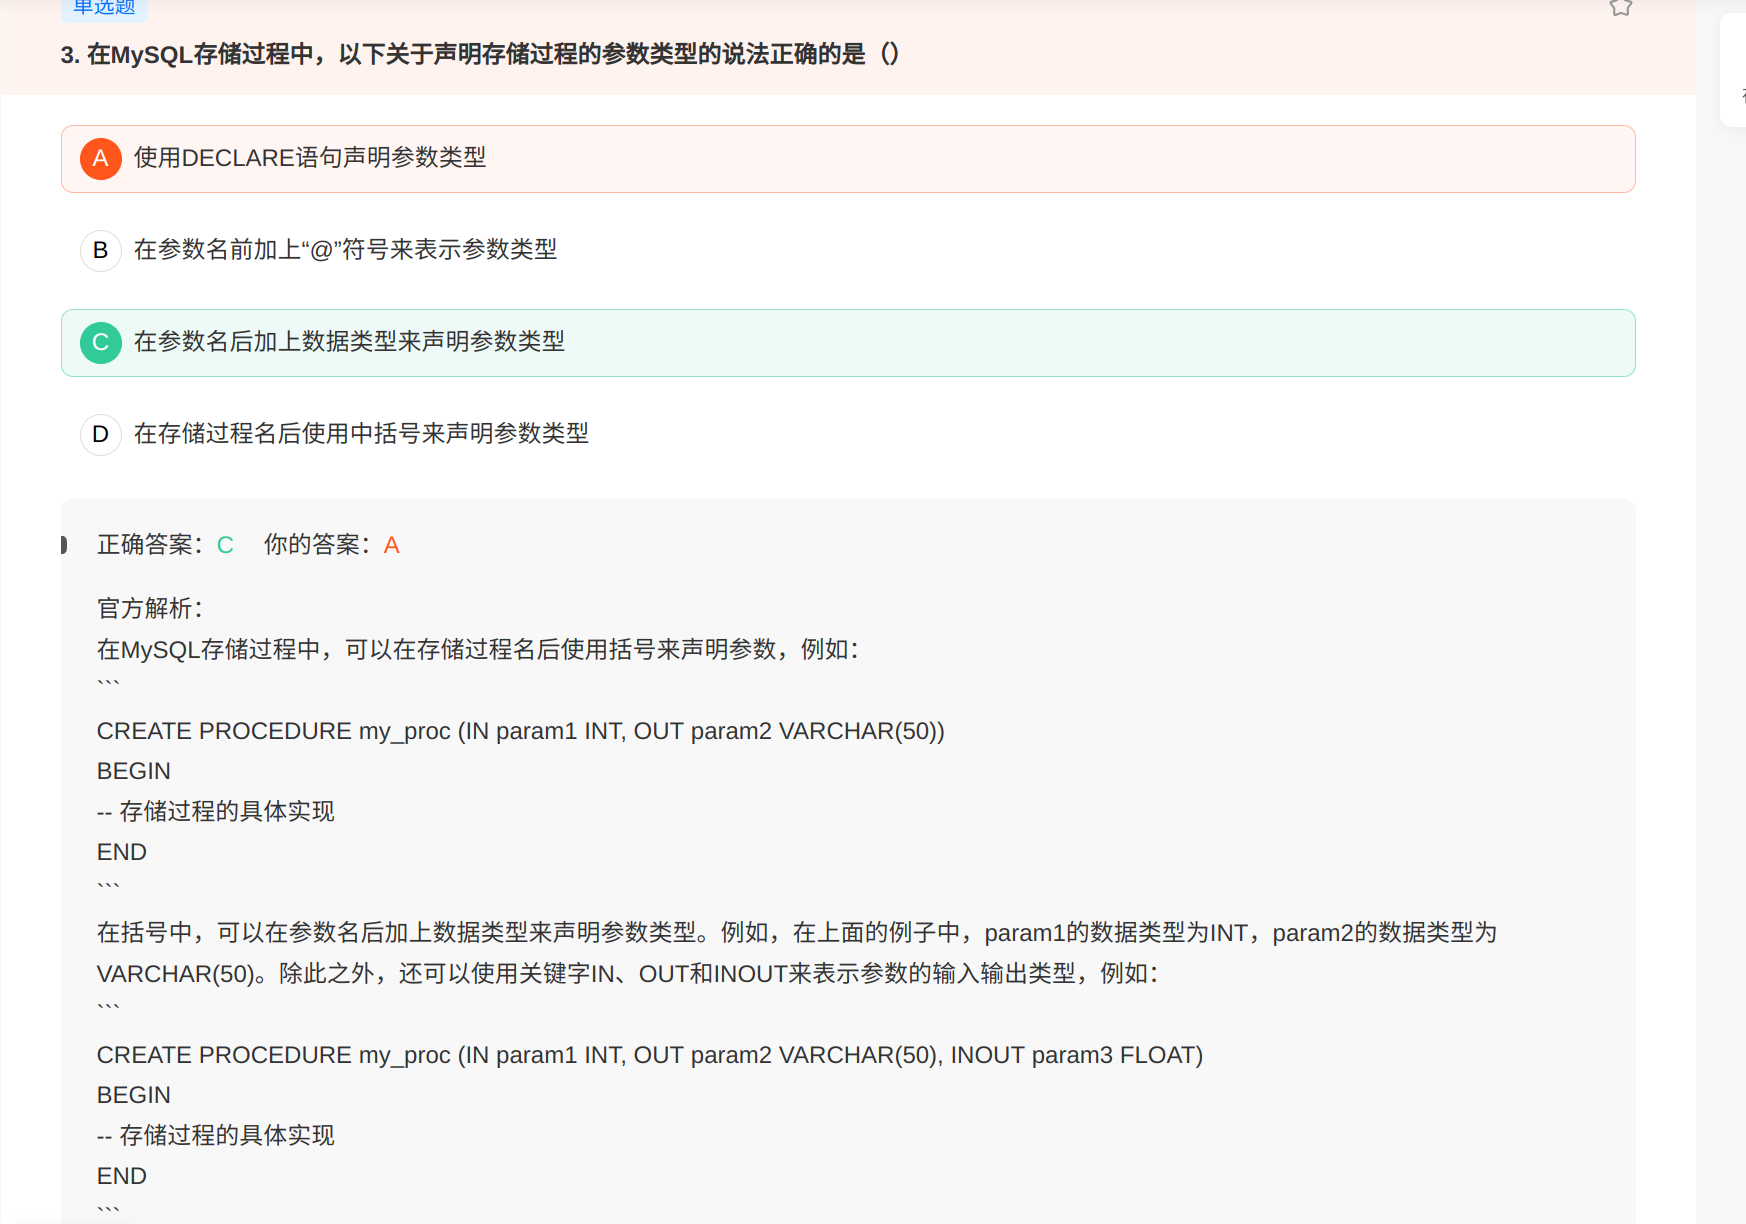 单选题
3. 在MySQL存储过程中，以下关于声明存储过程的参数类型的说法正确的是（）
A 使用DECLARE语句声明参数类型
B 在参数名前加上“@”符号来表示参数类型
C 在参数名后加上数据类型来声明参数类型
D 在存储过程名后使用中括号来声明参数类型
正确答案：C 你的答案：A
官方解析：
在MySQL存储过程中，可以在存储过程名后使用括号来声明参数，例如：
```
CREATE PROCEDURE my_proc (IN param1 INT, OUT param2 VARCHAR(50))
BEGIN
-- 存储过程的具体实现
END
```
在括号中，可以在参数名后加上数据类型来声明参数类型。例如，在上面的例子中，param1的数据类型为INT，param2的数据类型为
VARCHAR(50)。除此之外，还可以使用关键字IN、OUT和INOUT来表示参数的输入输出类型，例如：
```
CREATE PROCEDURE my_proc (IN param1 INT, OUT param2 VARCHAR(50), INOUT param3 FLOAT)
BEGIN
-- 存储过程的具体实现
END
```